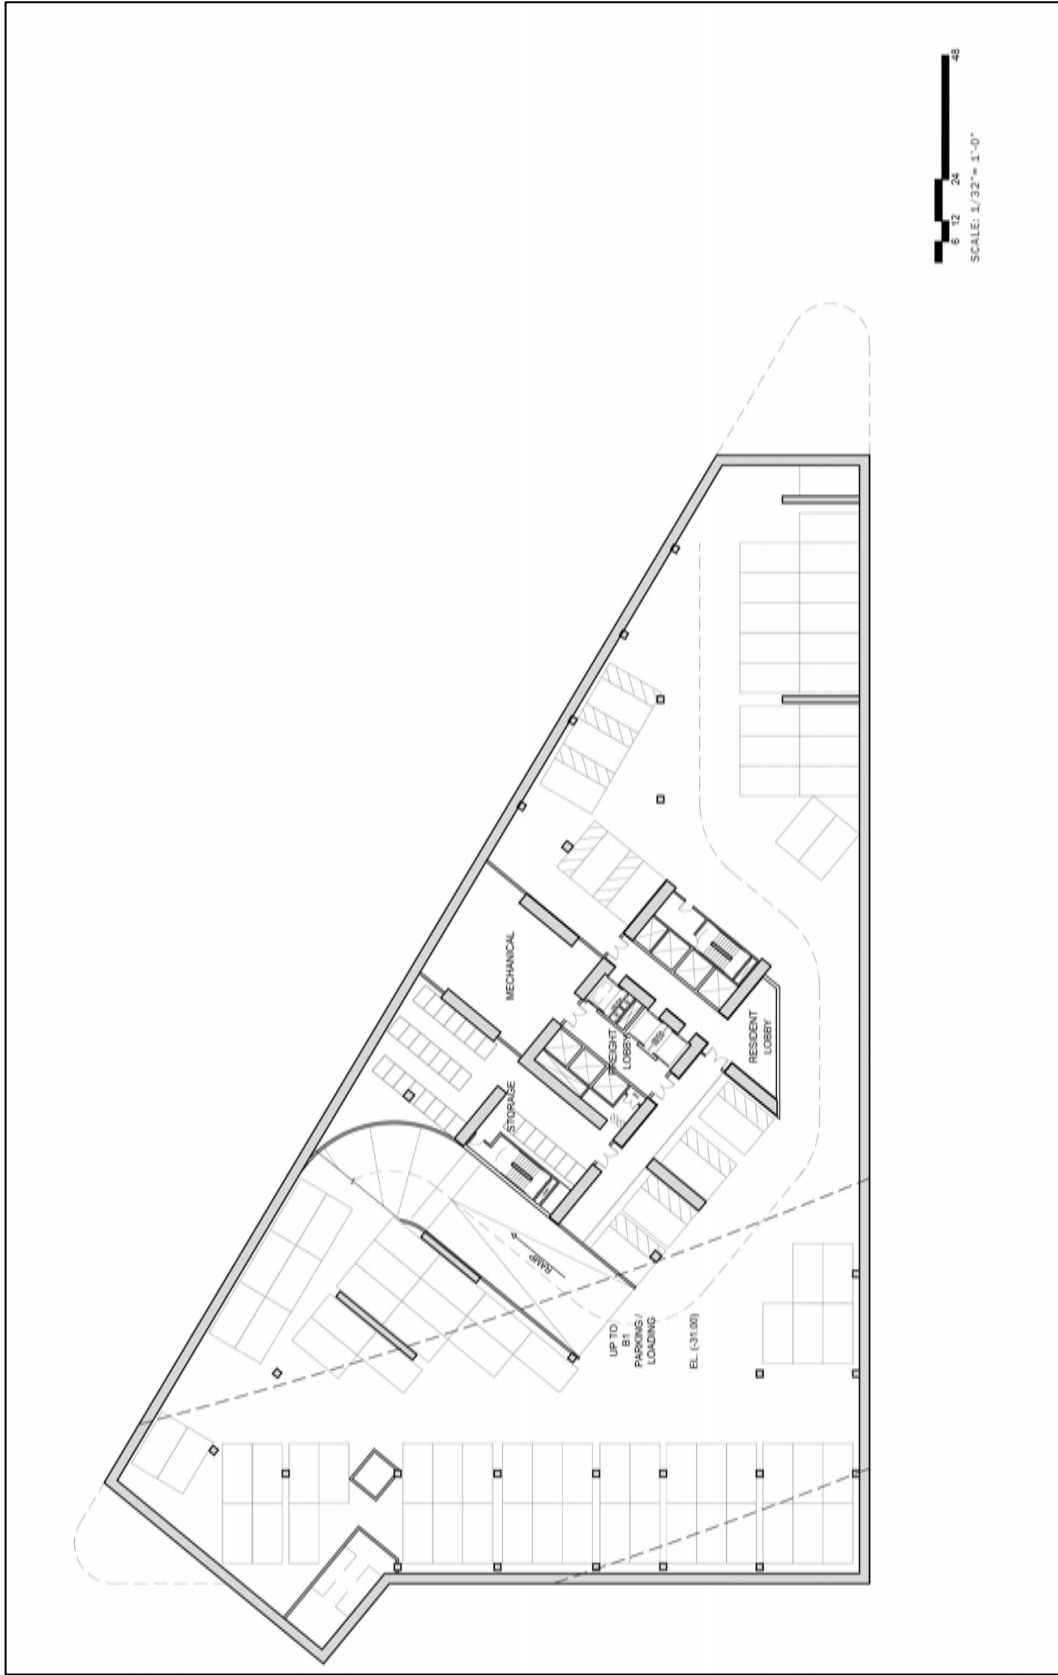 48
24
12
6
SCALE: 1/32"= 1'-0"
MECHANICAL
FREIGHT
LOBBY
RESIDENT
LOBBY
STORAGE
RAMP
UP TO
B1
PARKING /
LOADING
EL. (-31.00)